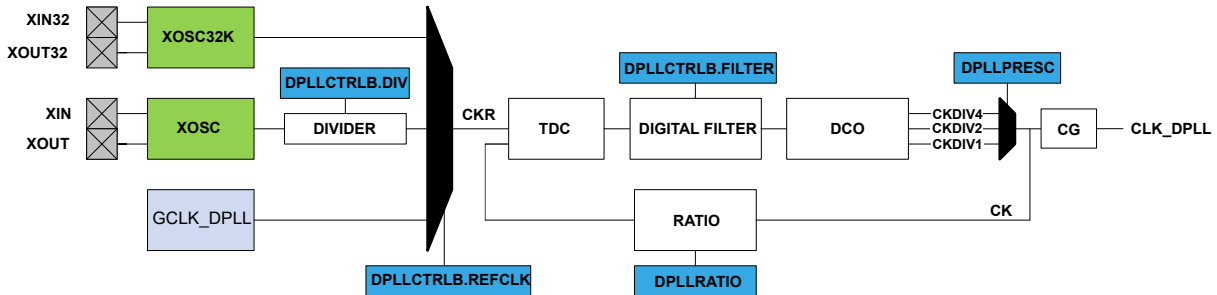 XIN32
XOUT32
XOSC32K
DPLLCTRLB.DIV
DPLLCTRLB.FILTER
DPLLPRESC
XIN
XOUT
XOSC
DIVIDER
CKR
TDC
DIGITAL FILTER
DCO
CKDIV4
CKDIV2
CKDIV1
CG
CLK_DPLL
GCLK_DPLL
RATIO
CK
DPLLCTRLB.REFCLK
DPLLRATIO